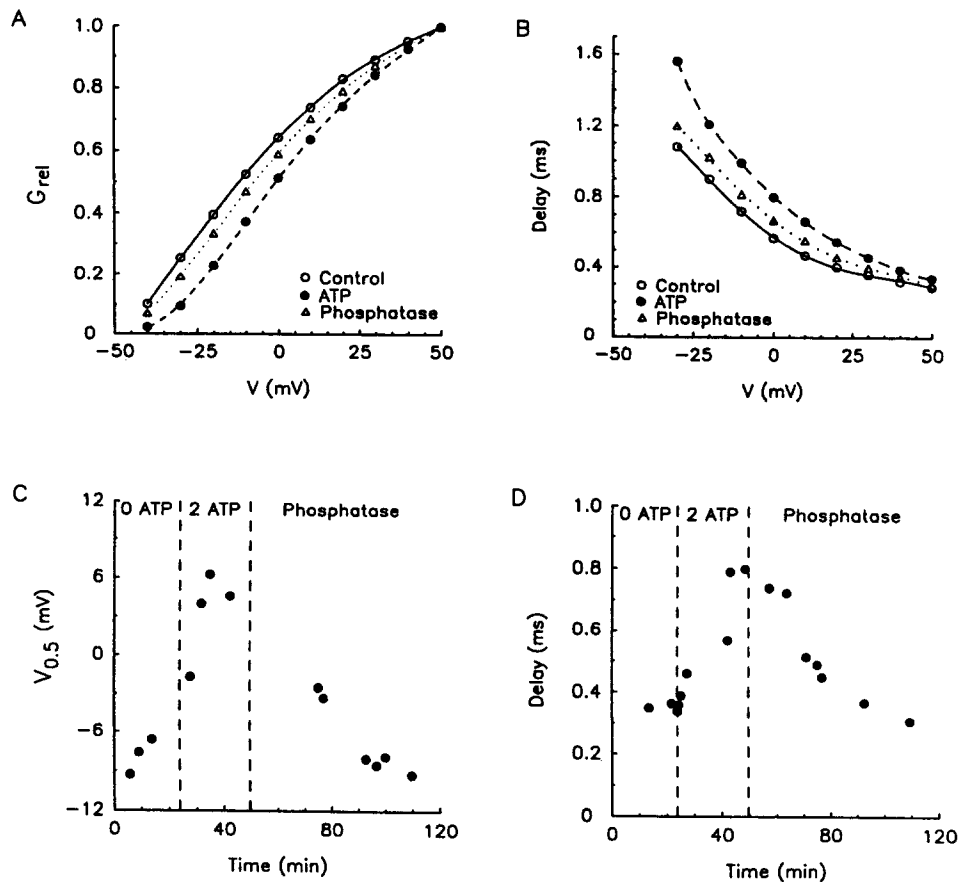 A
1.0
0.8
0.6
0.4
0.2
0
Grel
Control
ATP
Phosphatase
−50
−25
0
25
50
V (mV)
B
1.6
1.2
0.8
0.4
0
Delay (ms)
Control
ATP
Phosphatase
−50
−25
0
25
50
V (mV)
C
12
6
0
−6
−12
V0.5 (mV)
0 ATP
2 ATP
Phosphatase
0
40
80
120
Time (min)
D
1.0
0.8
0.6
0.4
0.2
0
Delay (ms)
0 ATP
2 ATP
Phosphatase
0
40
80
120
Time (min)